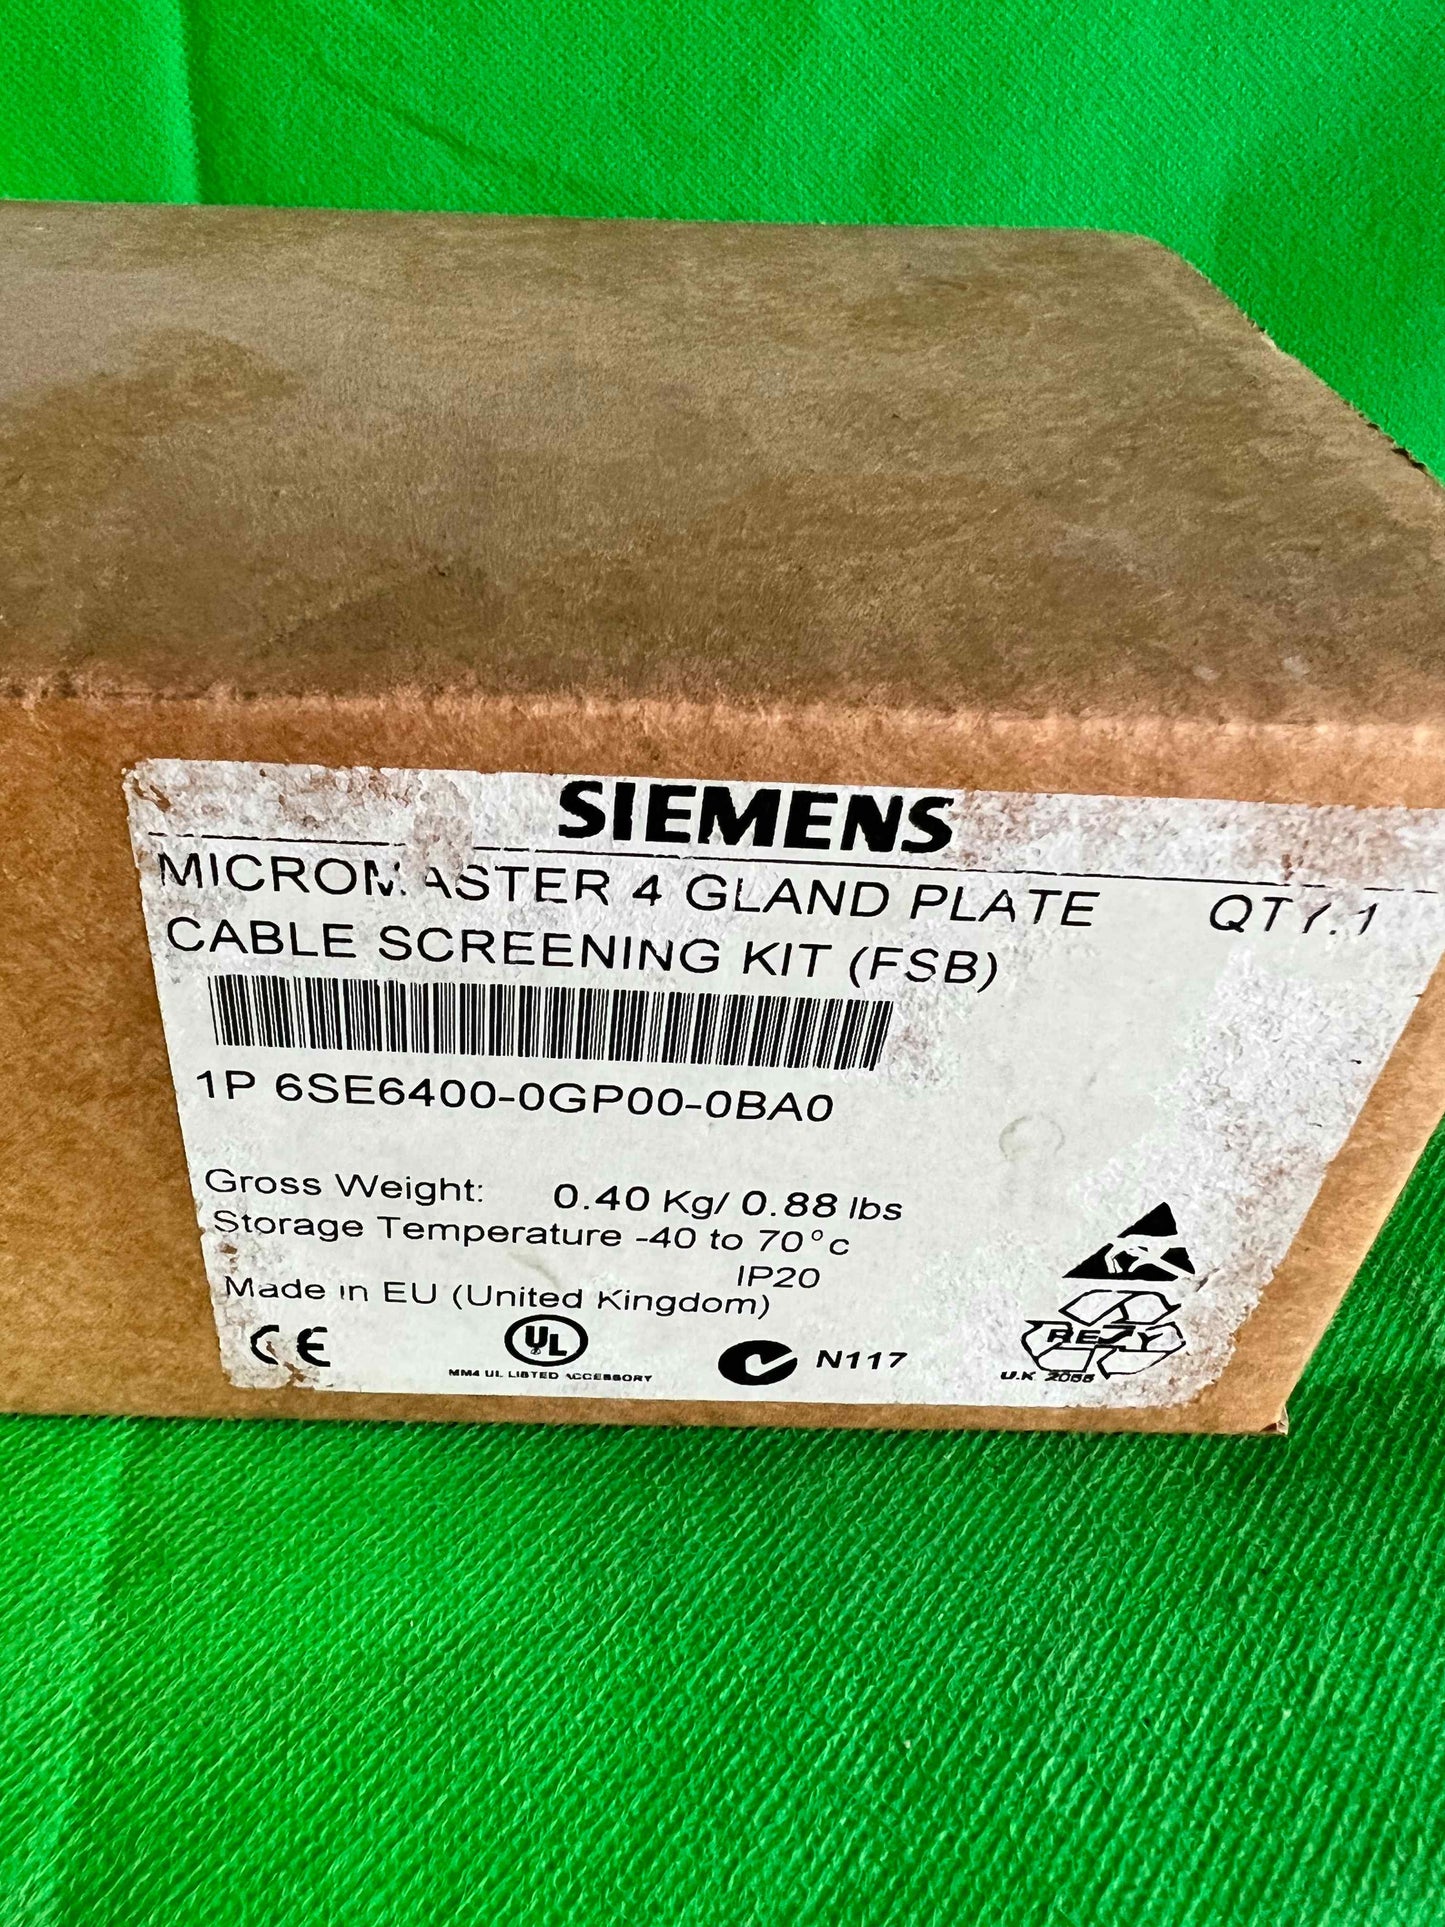 SIEMENS
MICROMASTER 4 GLAND PLATE QTY.1
CABLE SCREENING KIT (FSB)
1P 6SE6400-0GP00-0BA0
Gross Weight: 0.40 Kg/ 0.88 lbs
Storage Temperature -40 to 70°c
IP20
Made in EU (United Kingdom)
CE
UL
MM4 UL LISTED ACCESSORY
N117
RESY
U.K 2055